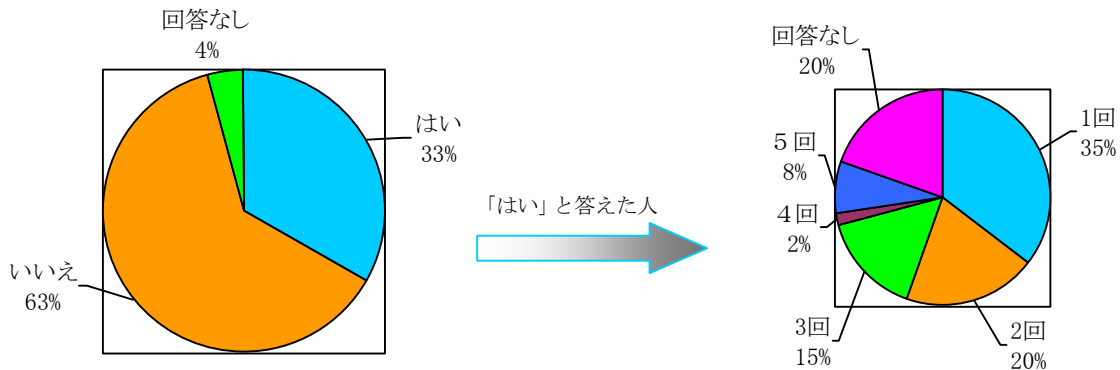 回答なし
4%
はい
33%
いいえ
63%
「はい」と答えた人
回答なし
20%
1回
35%
５回
8%
４回
2%
3回
15%
2回
20%